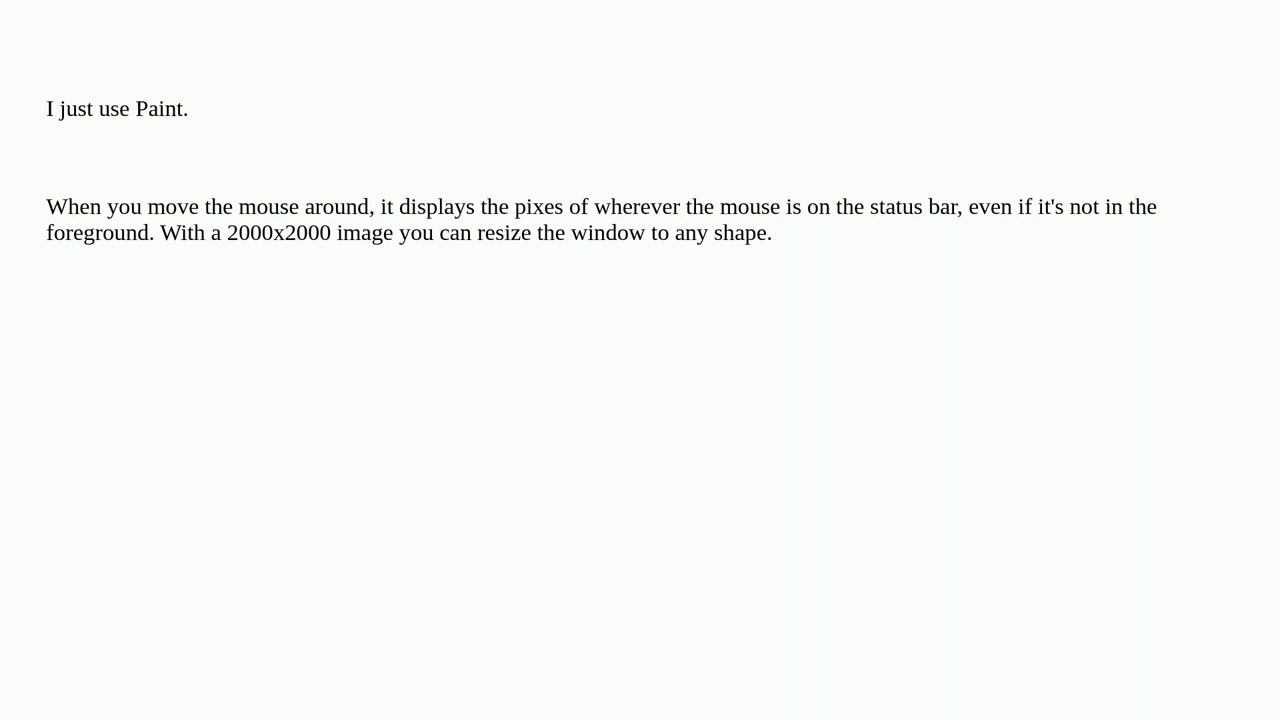 I just use Paint.
When you move the mouse around, it displays the pixes of wherever the mouse is on the status bar, even if it's not in the
foreground. With a 2000x2000 image you can resize the window to any shape.